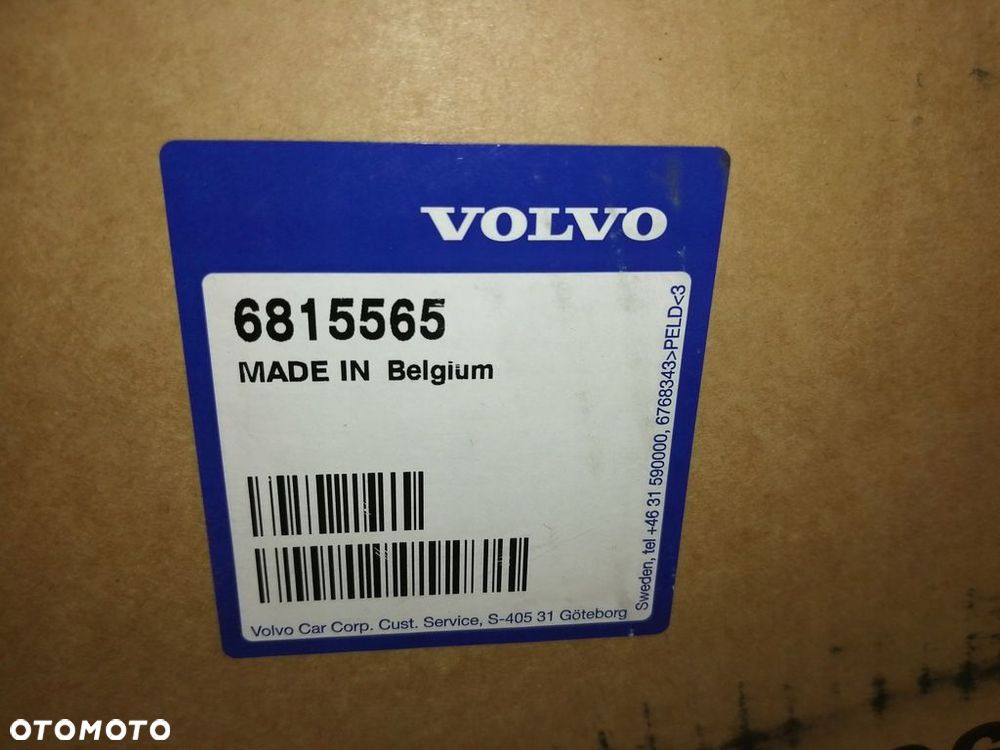 VOLVO
6815565
MADE IN Belgium
Volvo Car Corp. Cust. Service, S-405 31 Göteborg
Sweden, tel +46 31 590000, 6768343>PELD<3
OTOMOTO